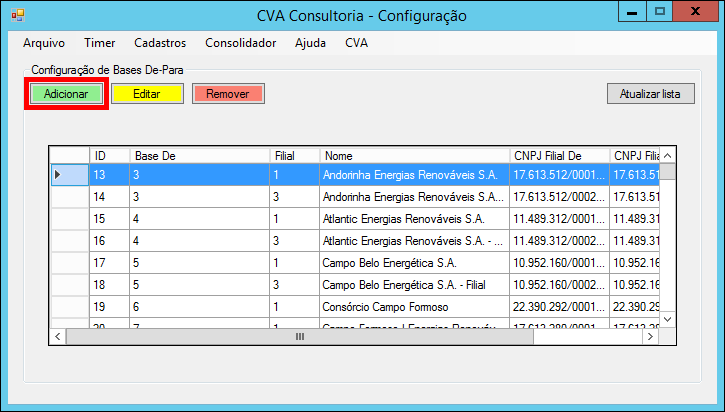 CVA Consultoria - Configuração
Arquivo Timer Cadastros Consolidador Ajuda CVA
Configuração de Bases De-Para
Adicionar Editar Remover Atualizar lista
ID Base De Filial Nome CNPJ Filial De CNPJ Filia
13 3 1 Andorinha Energias Renováveis S.A. 17.613.512/0001... 17.613.51
14 3 3 Andorinha Energias Renováveis S.A... 17.613.512/0002... 17.613.51
15 4 1 Atlantic Energias Renováveis S.A. 11.489.312/0001... 11.489.31
16 4 3 Atlantic Energias Renováveis S.A. - ... 11.489.312/0002... 11.489.31
17 5 1 Campo Belo Energética S.A. 10.952.160/0001... 10.952.16
18 5 3 Campo Belo Energética S.A. - Filial 10.952.160/0002... 10.952.16
19 6 1 Consórcio Campo Formoso 22.390.292/0001... 22.390.29
20 7 1 Campo Formoso I Energias Renováv...